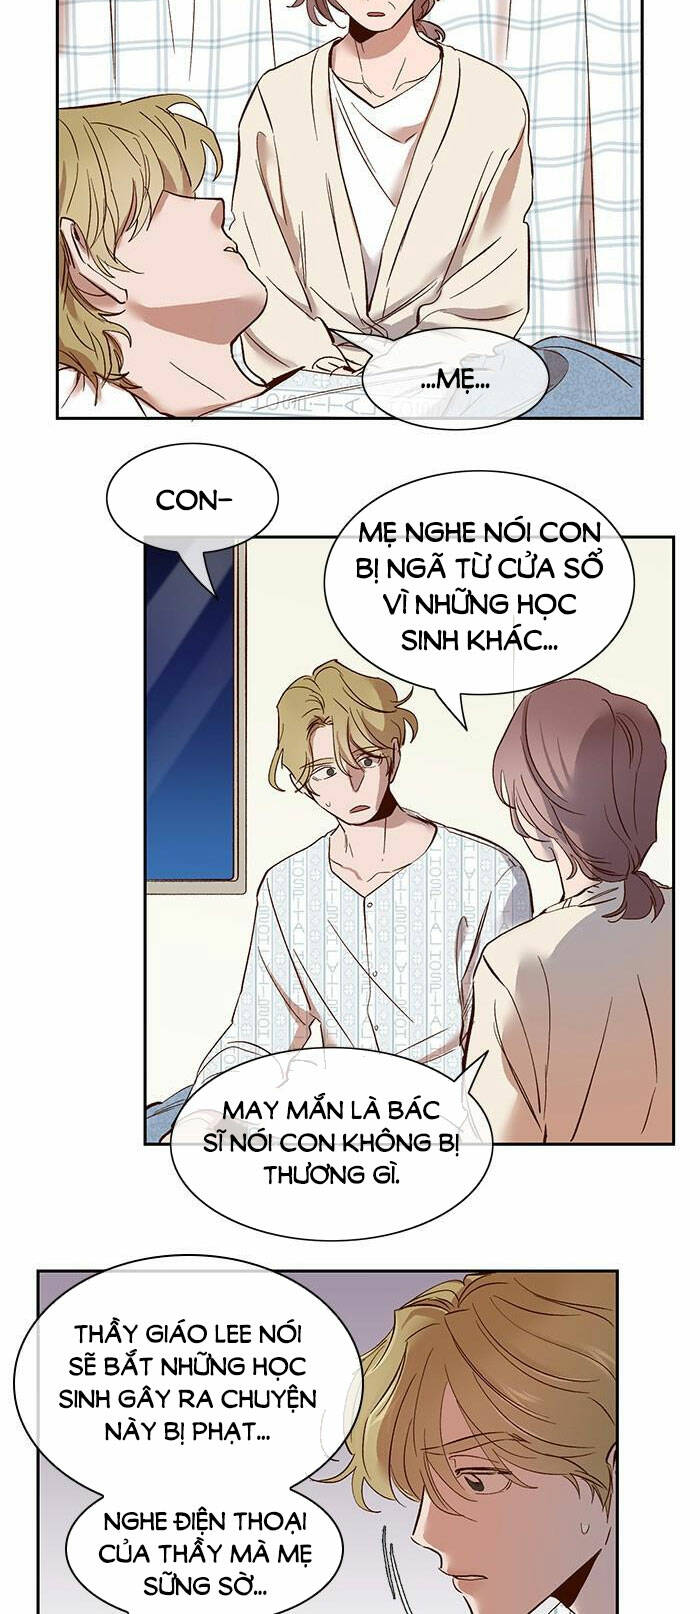 ...MẸ...
CON-
MẸ NGHE NÓI CON
BỊ NGÃ TỪ CỬA SỔ
VÌ NHỮNG HỌC
SINH KHÁC...
MAY MẮN LÀ BÁC
SĨ NÓI CON KHÔNG BỊ
THƯƠNG GÌ.
THẦY GIÁO LEE NÓI
SẼ BẮT NHỮNG HỌC
SINH GÂY RA CHUYỆN
NÀY BỊ PHẠT...
NGHE ĐIỆN THOẠI
CỦA THẦY MÀ MẸ
SỮNG SỜ...